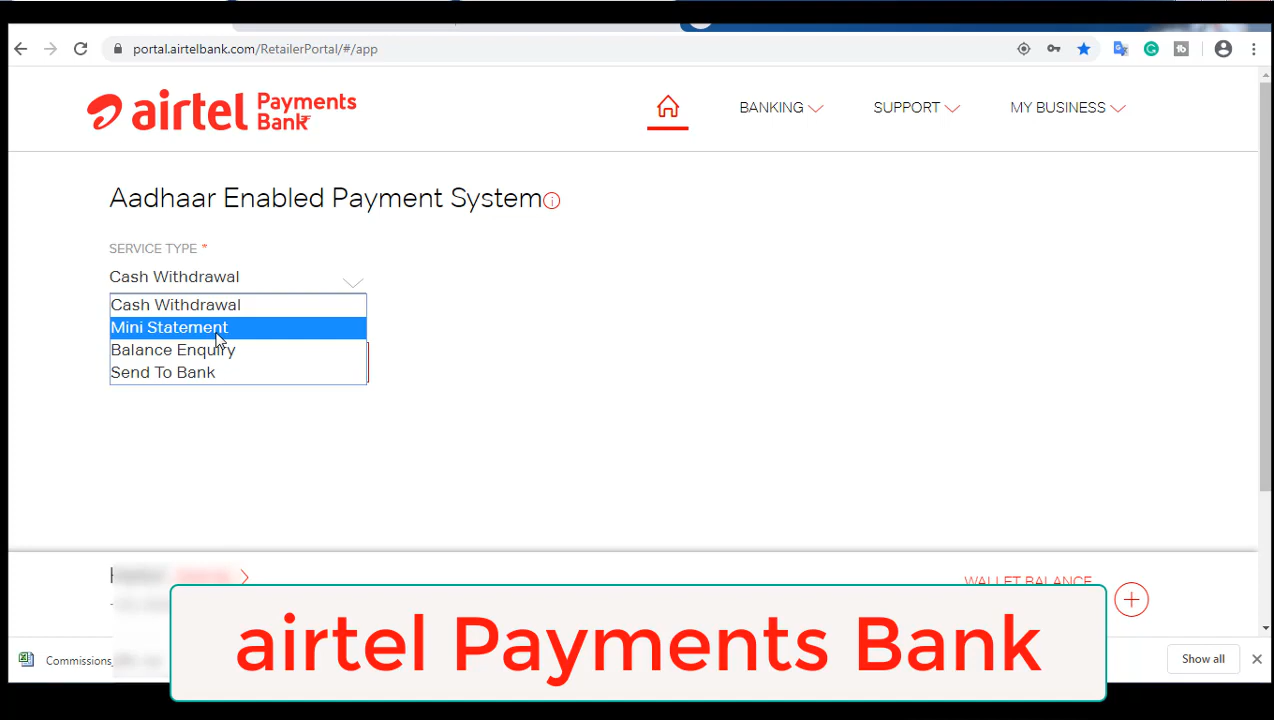 portal.airtelbank.com/RetailerPortal/#/app
airtel Payments Bank
BANKING
SUPPORT
MY BUSINESS
Aadhaar Enabled Payment System
SERVICE TYPE *
Cash Withdrawal
Cash Withdrawal
Mini Statement
Balance Enquiry
Send To Bank
WALLET BALANCE
airtel Payments Bank
Commissions
Show all